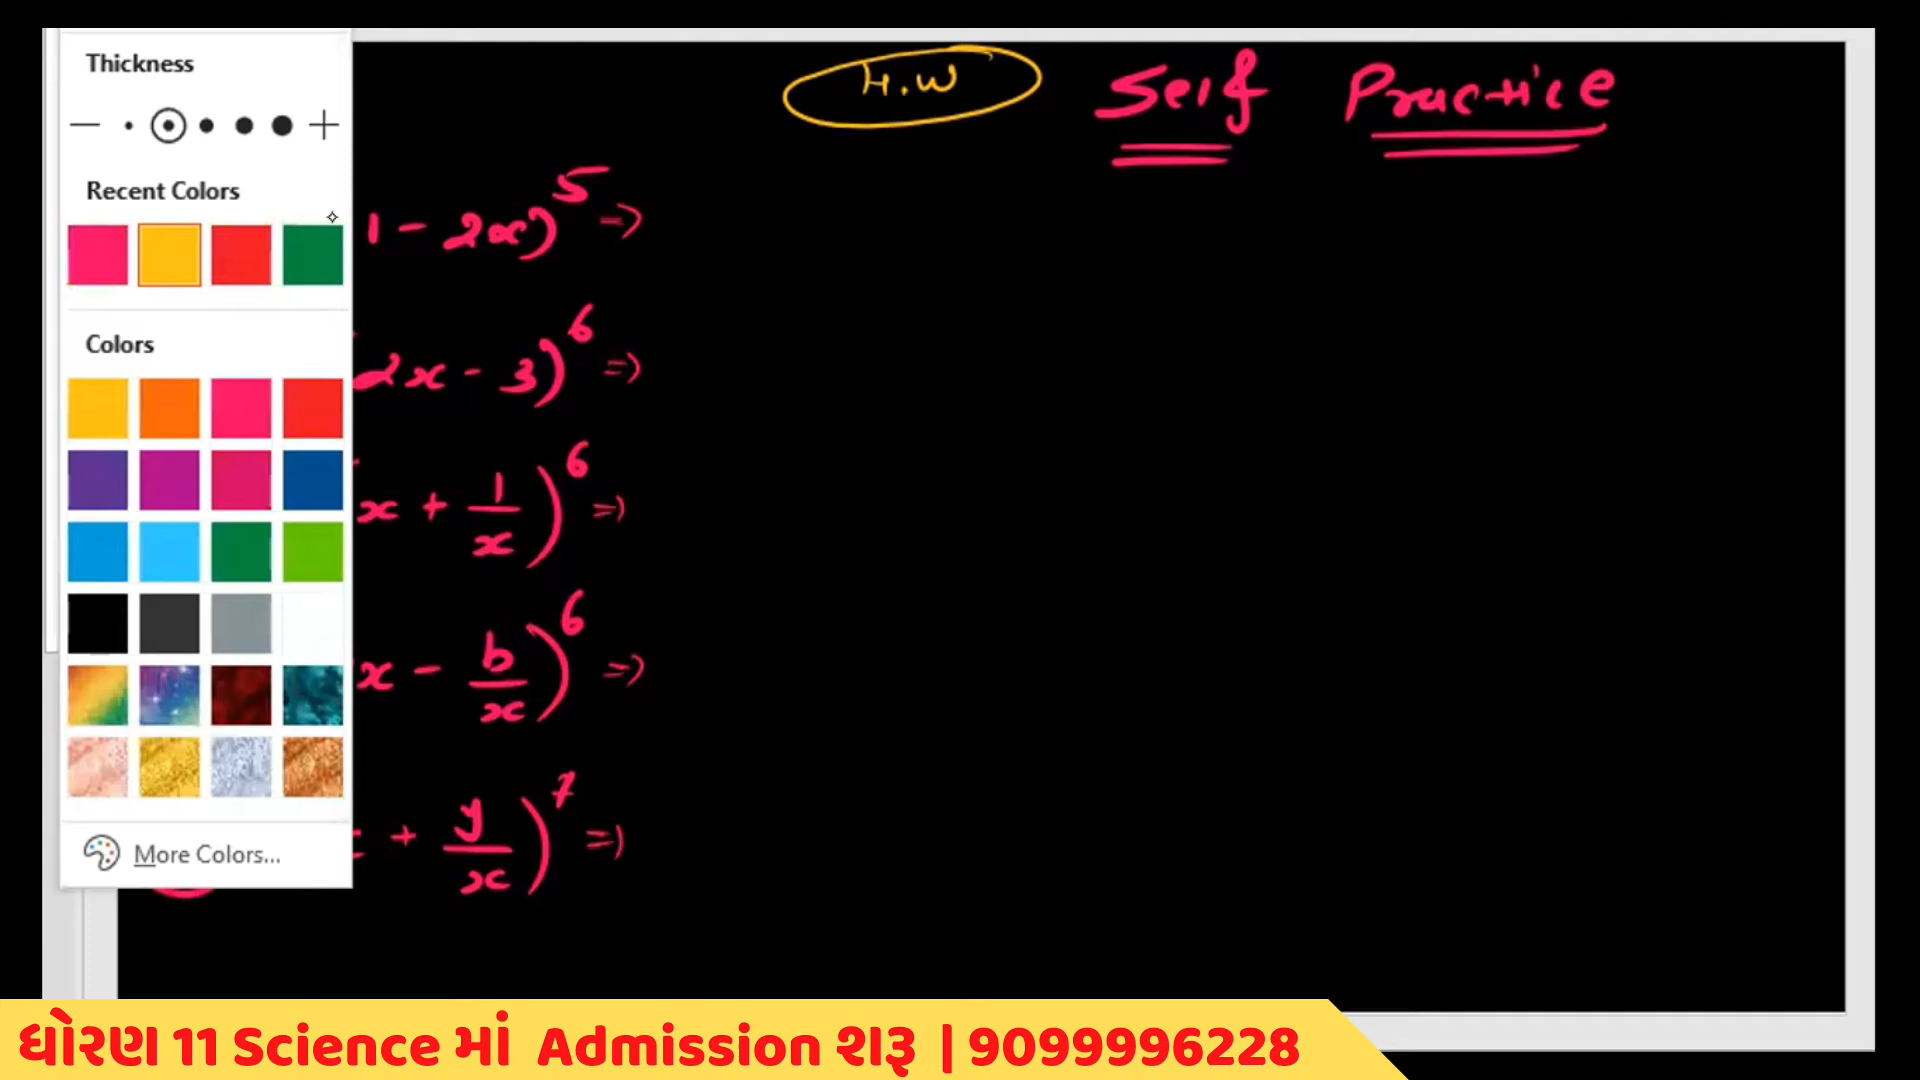 Thickness
Recent Colors
Colors
More Colors...
H.W Self Practice
1 - 2x)^5 =>
2x - 3)^6 =>
x + 1/x)^6 =>
x - b/x)^6 =>
+ y/x)^7 =>
ધોરણ 11 Science માં Admission શરૂ | 9099996228